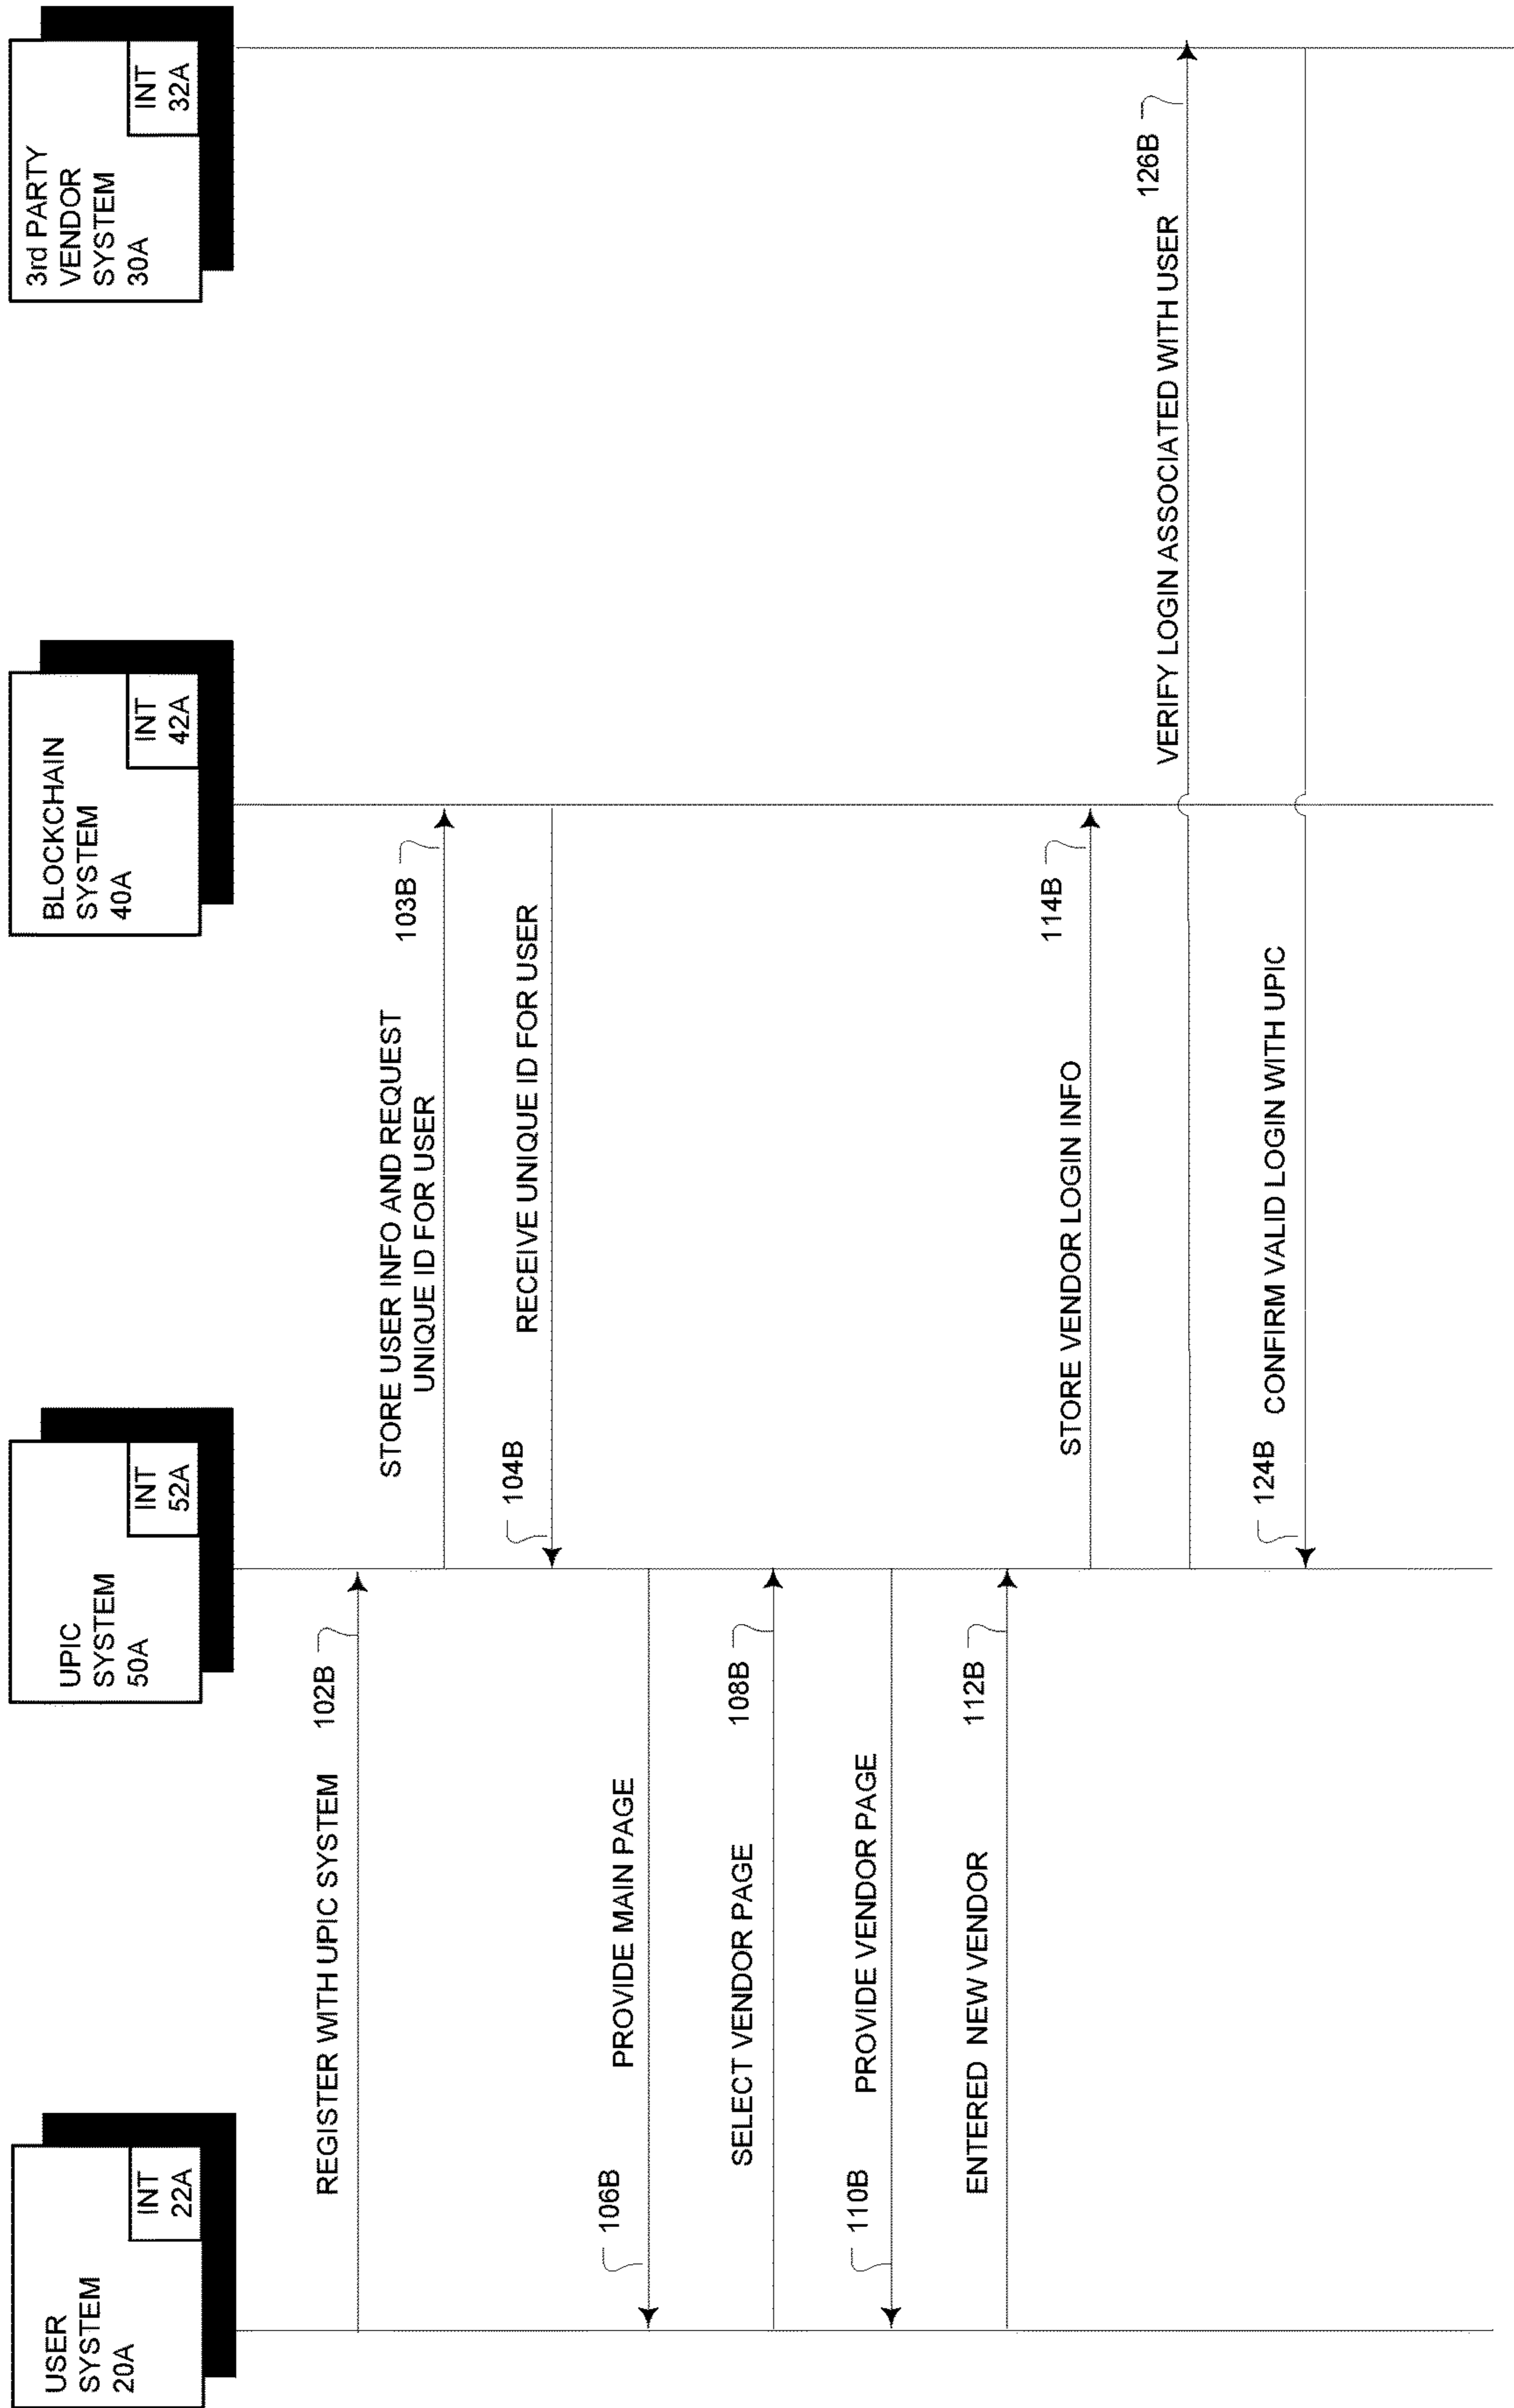 USER
SYSTEM
20A
INT
22A
UPIC
SYSTEM
50A
INT
52A
BLOCKCHAIN
SYSTEM
40A
INT
42A
3rd PARTY
VENDOR
SYSTEM
30A
INT
32A
REGISTER WITH UPIC SYSTEM 102B
STORE USER INFO AND REQUEST
UNIQUE ID FOR USER
103B
104B
RECEIVE UNIQUE ID FOR USER
106B
PROVIDE MAIN PAGE
SELECT VENDOR PAGE
108B
110B
PROVIDE VENDOR PAGE
ENTERED NEW VENDOR
112B
STORE VENDOR LOGIN INFO
114B
VERIFY LOGIN ASSOCIATED WITH USER
126B
124B
CONFIRM VALID LOGIN WITH UPIC